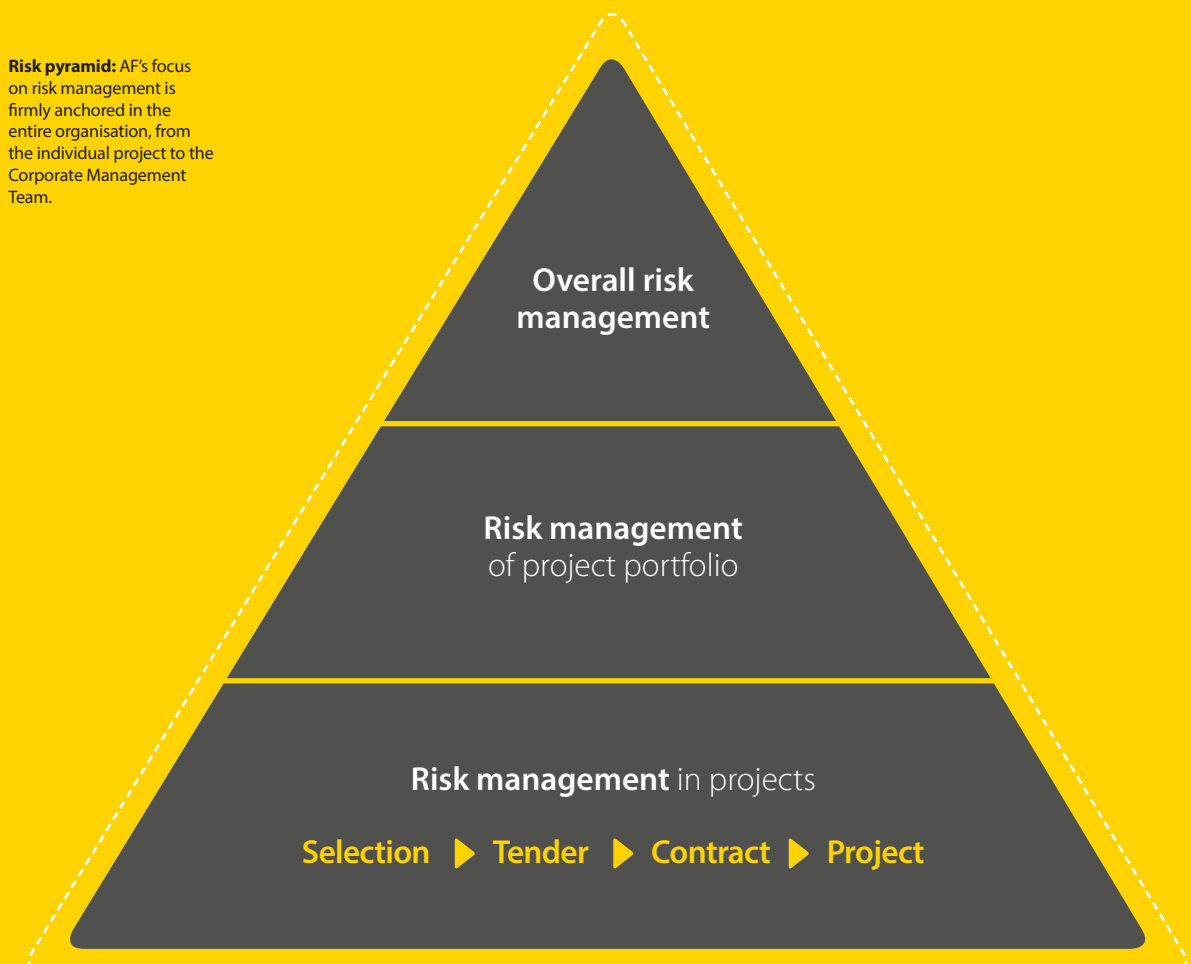 Risk pyramid: AF's focus
on risk management is
firmly anchored in the
entire organisation, from
the individual project to the
Corporate Management
Team.
Overall risk
management
Risk management
of project portfolio
Risk management in projects
Selection Tender Contract Project